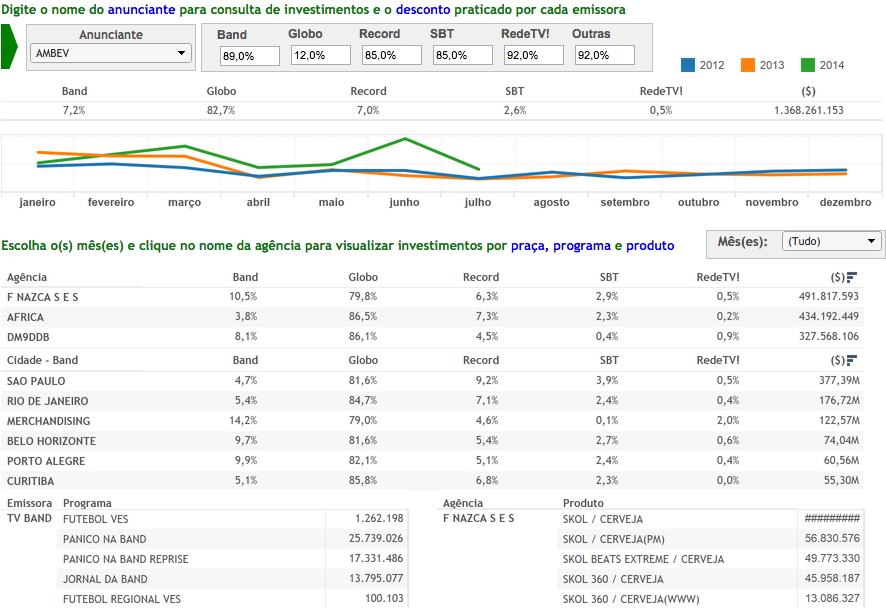 Digite o nome do anunciante para consulta de investimentos e o desconto praticado por cada emissora
Anunciante Band Globo Record SBT RedeTV! Outras
AMBEV 89,0% 12,0% 85,0% 85,0% 92,0% 92,0%
2012 2013 2014
Band Globo Record SBT RedeTV! ($)
7,2% 82,7% 7,0% 2,6% 0,5% 1.368.261.153
janeiro fevereiro março abril maio junho julho agosto setembro outubro novembro dezembro
Escolha o(s) mês(es) e clique no nome da agência para visualizar investimentos por praça, programa e produto
Mês(es): (Tudo)
Agência Band Globo Record SBT RedeTV! ($)
F NAZCA S E S 10,5% 79,8% 6,3% 2,9% 0,5% 491.817.593
AFRICA 3,8% 86,5% 7,3% 2,3% 0,2% 434.192.449
DM9DDB 8,1% 86,1% 4,5% 0,4% 0,9% 327.568.106
Cidade - Band Band Globo Record SBT RedeTV! ($)
SAO PAULO 4,7% 81,6% 9,2% 3,9% 0,5% 377,39M
RIO DE JANEIRO 5,4% 84,7% 7,1% 2,4% 0,4% 176,72M
MERCHANDISING 14,2% 79,0% 4,6% 0,1% 2,0% 122,57M
BELO HORIZONTE 9,7% 81,6% 5,4% 2,7% 0,6% 74,04M
PORTO ALEGRE 9,9% 82,1% 5,1% 2,4% 0,4% 60,56M
CURITIBA 5,1% 85,8% 6,8% 2,3% 0,0% 55,30M
Emissora Programa
TV BAND FUTEBOL VES 1.262.198
PANICO NA BAND 25.739.026
PANICO NA BAND REPRISE 17.331.486
JORNAL DA BAND 13.795.077
FUTEBOL REGIONAL VES 100.103
Agência Produto
F NAZCA S E S SKOL / CERVEJA #########
SKOL / CERVEJA(PM) 56.830.576
SKOL BEATS EXTREME / CERVEJA 49.773.330
SKOL 360 / CERVEJA 45.958.187
SKOL 360 / CERVEJA(WWW) 13.086.327